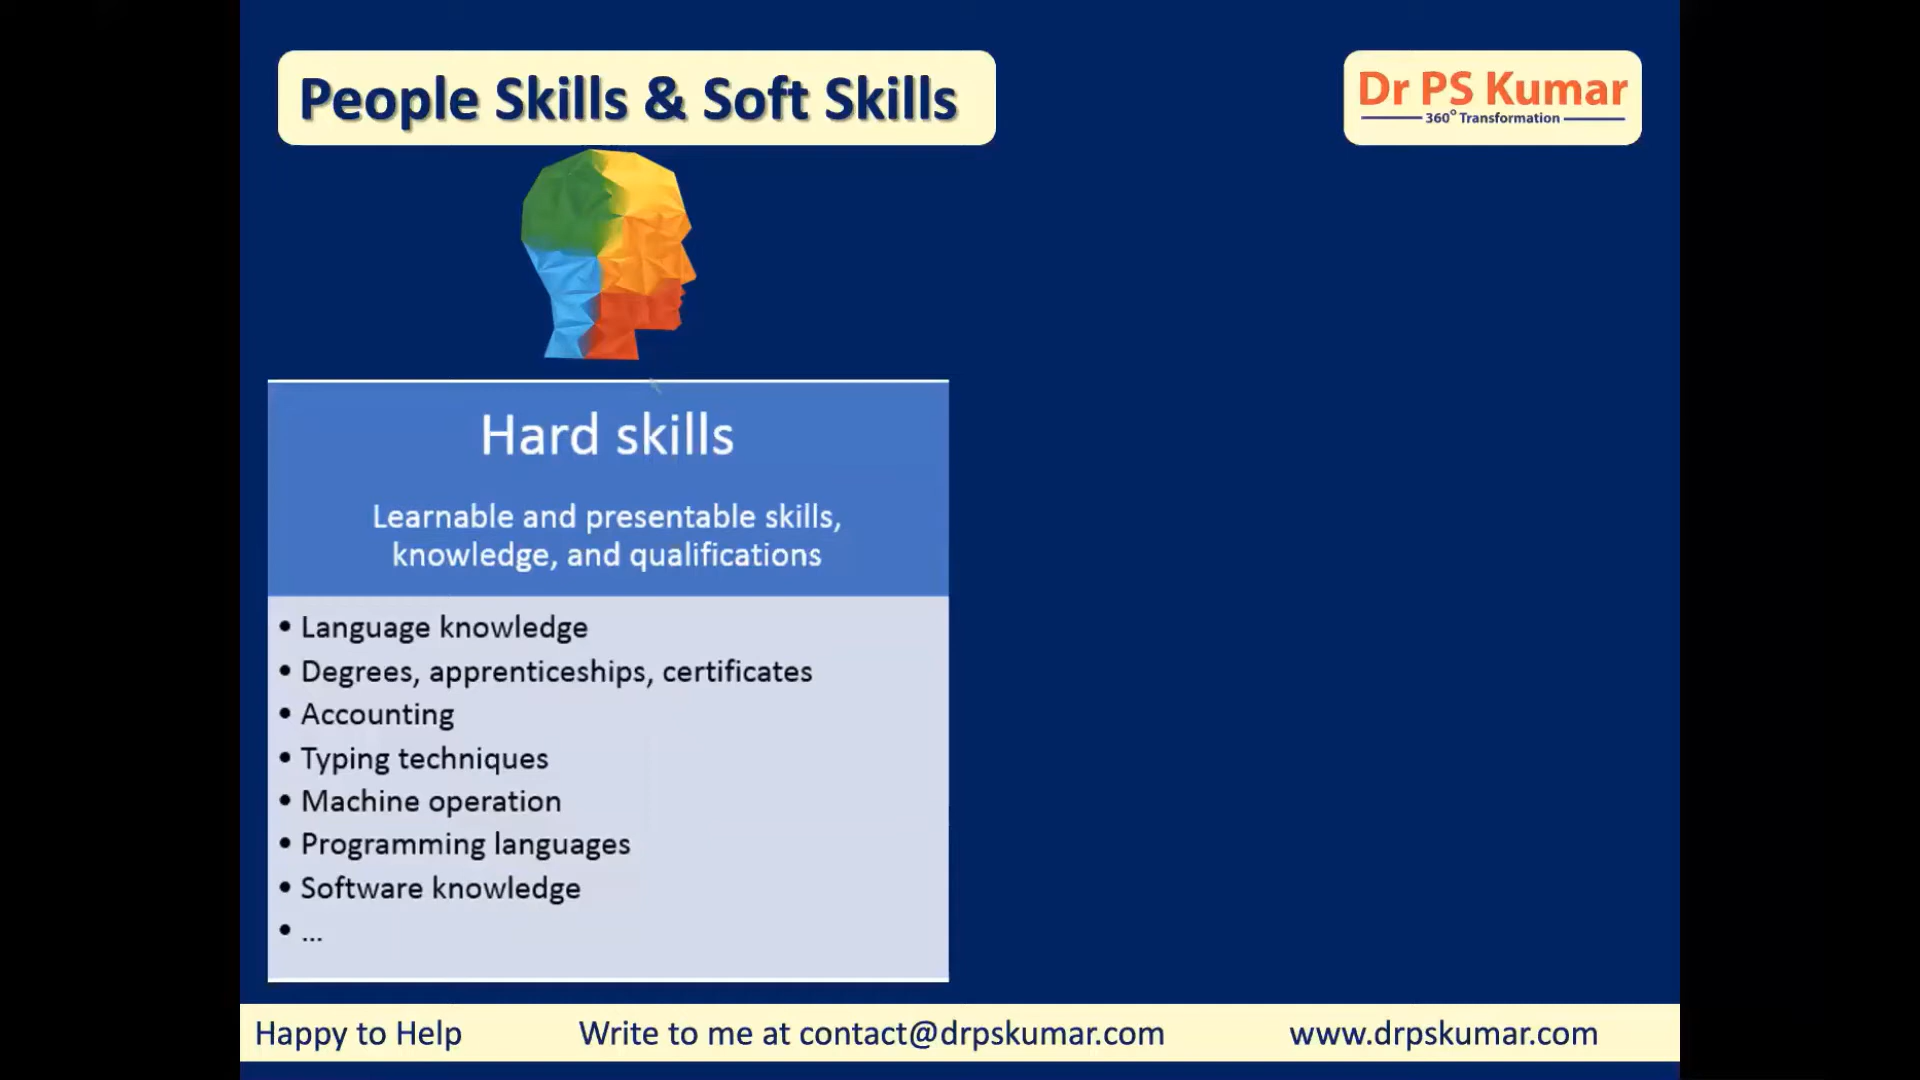 People Skills & Soft Skills
Dr PS Kumar
360° Transformation
Hard skills
Learnable and presentable skills,
knowledge, and qualifications
• Language knowledge
• Degrees, apprenticeships, certificates
• Accounting
• Typing techniques
• Machine operation
• Programming languages
• Software knowledge
• ...
Happy to Help Write to me at contact@drpskumar.com www.drpskumar.com